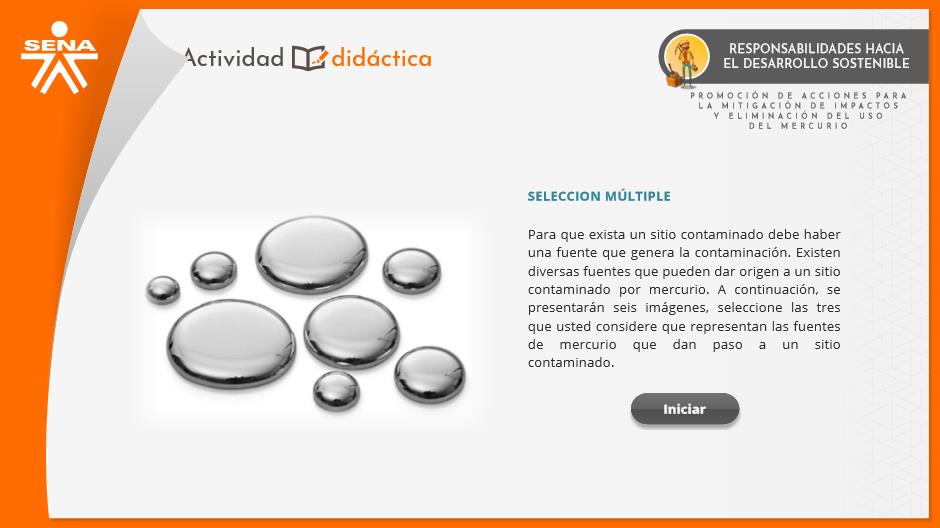 SENA
Actividad didáctica
RESPONSABILIDADES HACIA
EL DESARROLLO SOSTENIBLE
PROMOCIÓN DE ACCIONES PARA
LA MITIGACIÓN DE IMPACTOS
Y ELIMINACIÓN DEL USO
DEL MERCURIO
SELECCION MÚLTIPLE
Para que exista un sitio contaminado debe haber
una fuente que genera la contaminación. Existen
diversas fuentes que pueden dar origen a un sitio
contaminado por mercurio. A continuación, se
presentarán seis imágenes, seleccione las tres
que usted considere que representan las fuentes
de mercurio que dan paso a un sitio
contaminado.
Iniciar